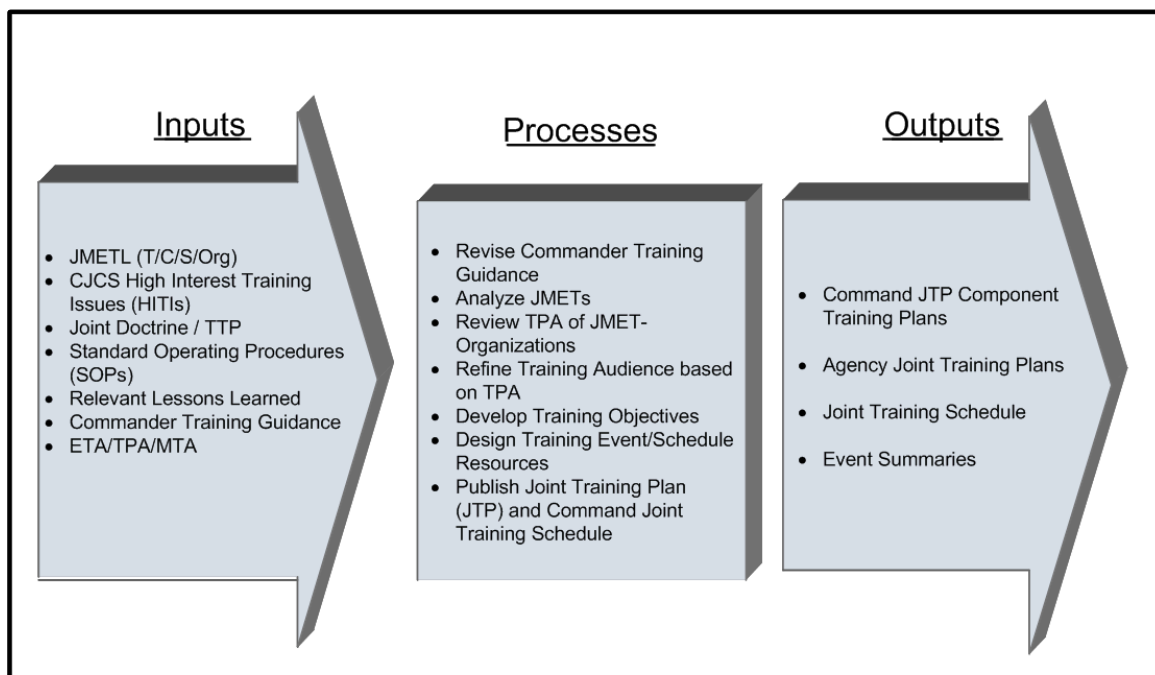 Inputs
• JMETL (T/C/S/Org)
• CJCS High Interest Training
Issues (HITIs)
• Joint Doctrine / TTP
• Standard Operating Procedures
(SOPs)
• Relevant Lessons Learned
• Commander Training Guidance
• ETA/TPA/MTA
Processes
• Revise Commander Training
Guidance
• Analyze JMETs
• Review TPA of JMET-
Organizations
• Refine Training Audience based
on TPA
• Develop Training Objectives
• Design Training Event/Schedule
Resources
• Publish Joint Training Plan
(JTP) and Command Joint
Training Schedule
Outputs
• Command JTP Component
Training Plans
• Agency Joint Training Plans
• Joint Training Schedule
• Event Summaries